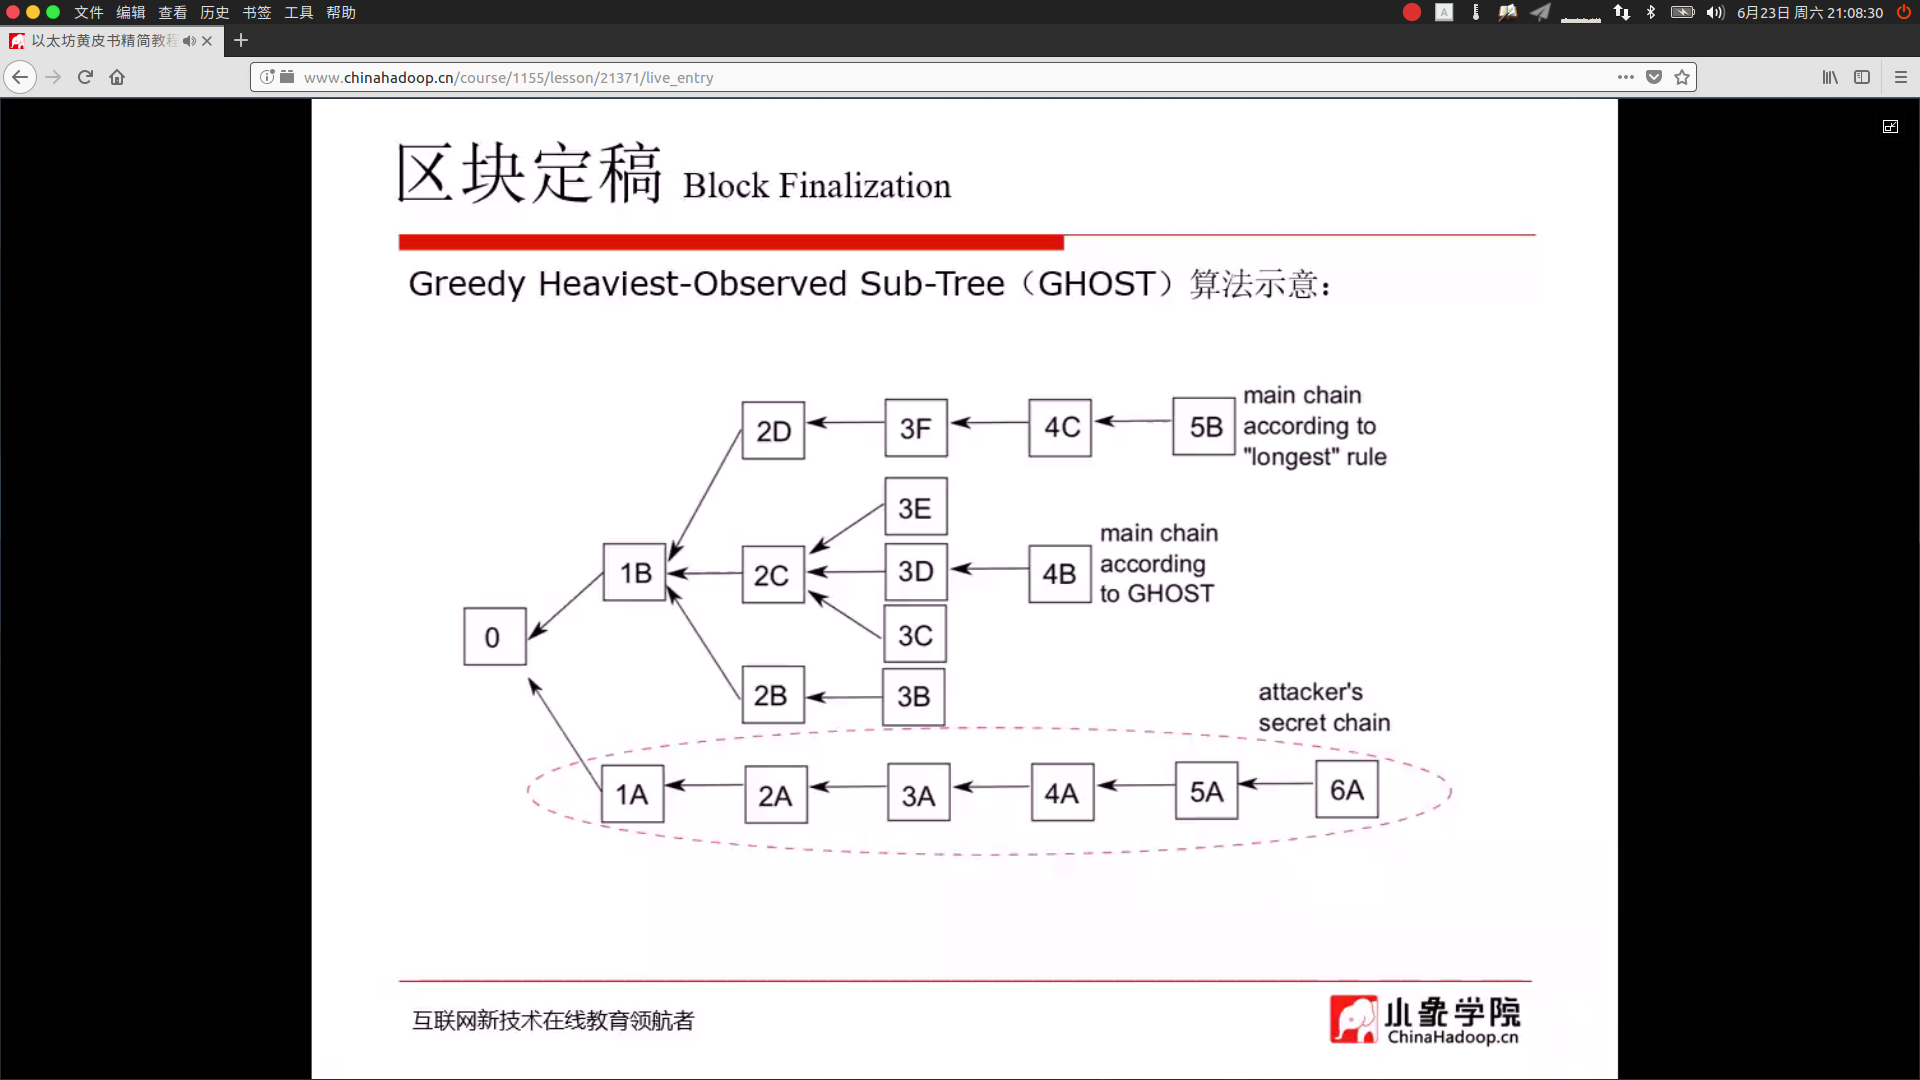 文件 编辑 查看 历史 书签 工具 帮助
A
6月23日 周六 21:08:30
以太坊黄皮书精简教程
www.chinahadoop.cn/course/1155/lesson/21371/live_entry
区块定稿 Block Finalization
Greedy Heaviest-Observed Sub-Tree（GHOST）算法示意：
2D
3F
4C
5B
main chain
according to
"longest" rule
3E
1B
2C
3D
4B
main chain
according
to GHOST
0
3C
2B
3B
attacker's
secret chain
1A
2A
3A
4A
5A
6A
互联网新技术在线教育领航者
小象学院
ChinaHadoop.cn